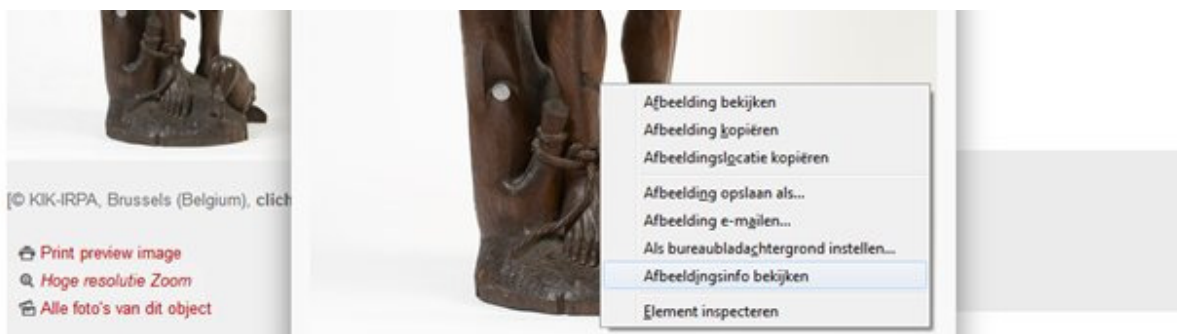 [© KIK-IRPA, Brussels (Belgium), clich
Print preview image
Hoge resolutie Zoom
Alle foto's van dit object
Afbeelding bekijken
Afbeelding kopiëren
Afbeeldingslocatie kopiëren
Afbeelding opslaan als...
Afbeelding e-mailen...
Als bureaubladachtergrond instellen...
Afbeeldingsinfo bekijken
Element inspecteren